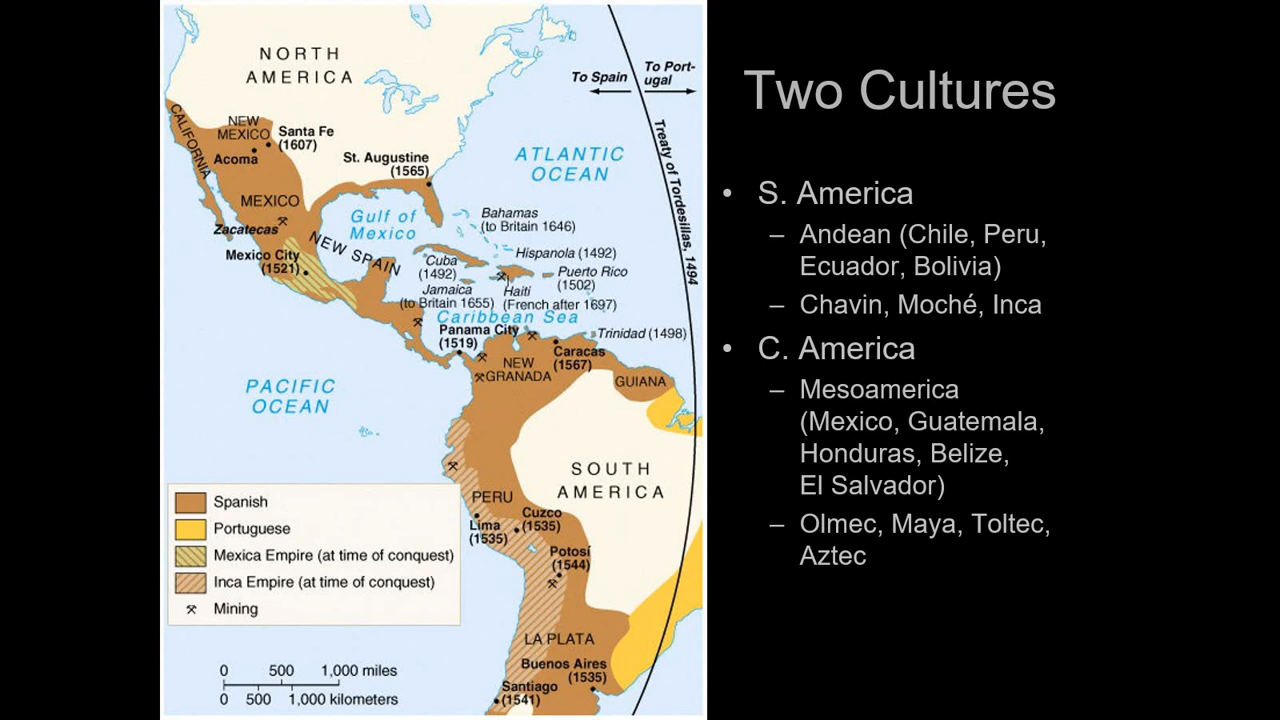 NORTH
AMERICA
To Spain
To Port-
ugal
Treaty of Tordesillas, 1494
CALIFORNIA
NEW
MEXICO
Santa Fe
(1607)
Acoma
St. Augustine
(1565)
ATLANTIC
OCEAN
MEXICO
Zacatecas
Gulf of
Mexico
NEW SPAIN
Bahamas
(to Britain 1646)
Mexico City
(1521)
Cuba
(1492)
Hispanola (1492)
Puerto Rico
(1502)
Jamaica
(to Britain 1655)
Haiti
(French after 1697)
Caribbean Sea
Panama City
(1519)
Trinidad (1498)
Caracas
(1567)
NEW
GRANADA
GUIANA
PACIFIC
OCEAN
SOUTH
AMERICA
PERU
Lima
(1535)
Cuzco
(1535)
Potosí
(1544)
LA PLATA
Buenos Aires
(1535)
Santiago
(1541)
Spanish
Portuguese
Mexica Empire (at time of conquest)
Inca Empire (at time of conquest)
Mining
0 500 1,000 miles
0 500 1,000 kilometers
Two Cultures
• S. America
– Andean (Chile, Peru,
Ecuador, Bolivia)
– Chavin, Moché, Inca
• C. America
– Mesoamerica
(Mexico, Guatemala,
Honduras, Belize,
El Salvador)
– Olmec, Maya, Toltec,
Aztec